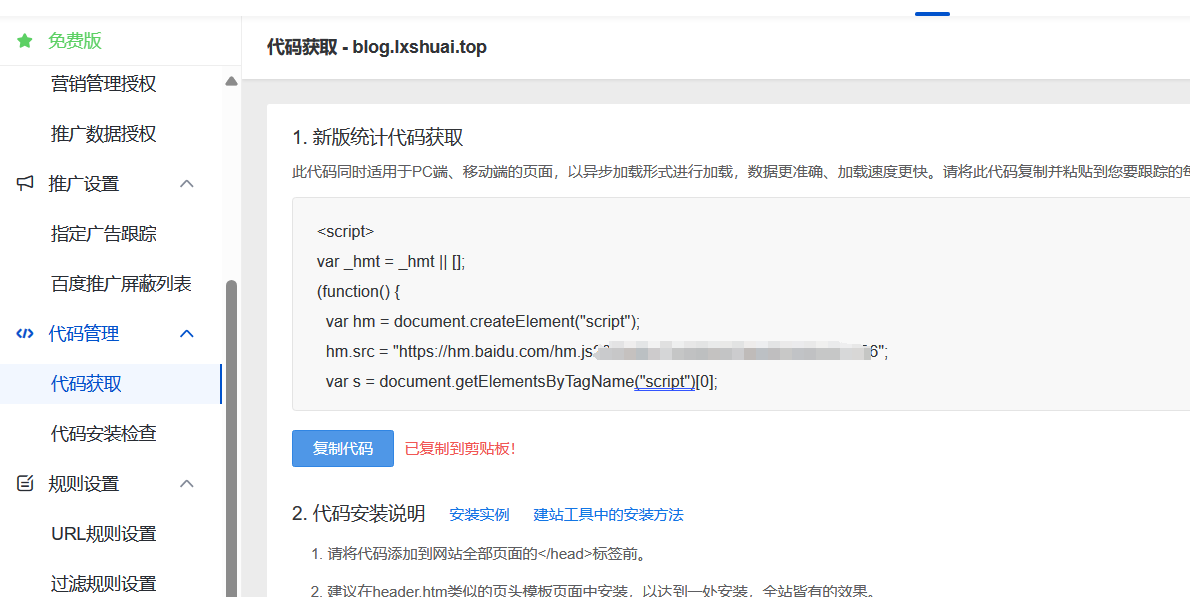 免费版
营销管理授权
推广数据授权
推广设置
指定广告跟踪
百度推广屏蔽列表
代码管理
代码获取
代码安装检查
规则设置
URL规则设置
过滤规则设置
代码获取 - blog.lxshuai.top
1. 新版统计代码获取
此代码同时适用于PC端、移动端的页面，以异步加载形式进行加载，数据更准确、加载速度更快。请将此代码复制并粘贴到您要跟踪的每
<script>
var _hmt = _hmt || [];
(function() {
var hm = document.createElement("script");
hm.src = "https://hm.baidu.com/hm.js 6";
var s = document.getElementsByTagName("script")[0];
复制代码 已复制到剪贴板！
2. 代码安装说明 安装实例 建站工具中的安装方法
1. 请将代码添加到网站全部页面的</head>标签前。
2. 建议在header.htm类似的页头模板页面中安装，以达到一处安装，全站皆有的效果。